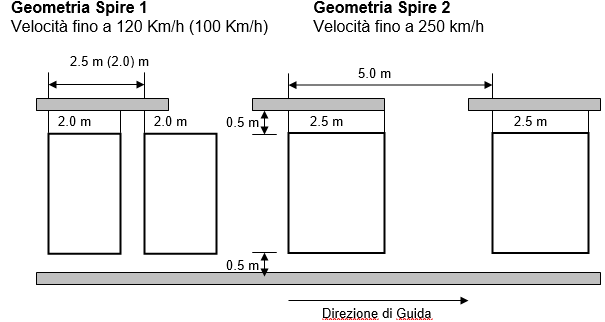 Geometria Spire 1
Velocità fino a 120 Km/h (100 Km/h)
Geometria Spire 2
Velocità fino a 250 km/h
2.5 m (2.0) m
5.0 m
2.0 m
2.0 m
0.5 m
2.5 m
2.5 m
0.5 m
Direzione di Guida